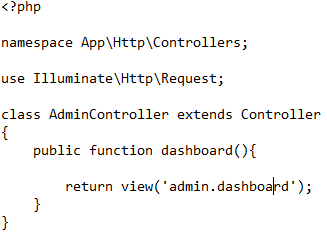 <?php
namespace App\Http\Controllers;
use Illuminate\Http\Request;
class AdminController extends Controller
{
    public function dashboard(){
        return view('admin.dashboard');
    }
}